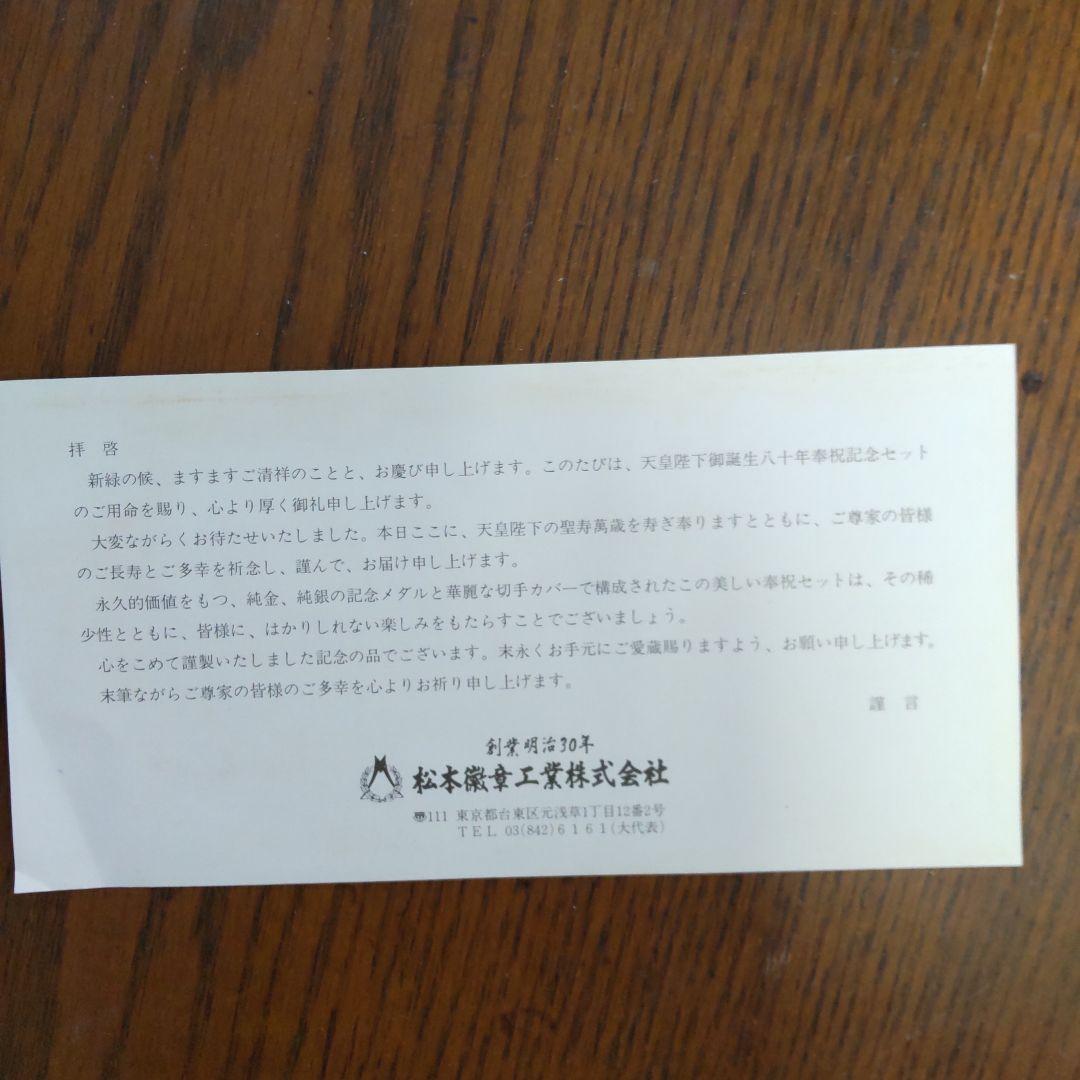 拝　啓
新緑の候、ますますご清祥のことと、お慶び申し上げます。このたびは、天皇陛下御誕生八十年奉祝記念セット
のご用命を賜り、心より厚く御礼申し上げます。
大変ながらくお待たせいたしました。本日ここに、天皇陛下の聖寿萬歳を寿ぎ奉りますとともに、ご尊家の皆様
のご長寿とご多幸を祈念し、謹んで、お届け申し上げます。
永久的価値をもつ、純金、純銀の記念メダルと華麗な切手カバーで構成されたこの美しい奉祝セットは、その稀
少性とともに、皆様に、はかりしれない楽しみをもたらすことでございましょう。
心をこめて謹製いたしました記念の品でございます。末永くお手元にご愛蔵賜りますよう、お願い申し上げます。
末筆ながらご尊家の皆様のご多幸を心よりお祈り申し上げます。
謹　言
創業明治30年
松本徽章工業株式会社
〠111 東京都台東区元浅草1丁目12番2号
TEL 03(842)6161(大代表)